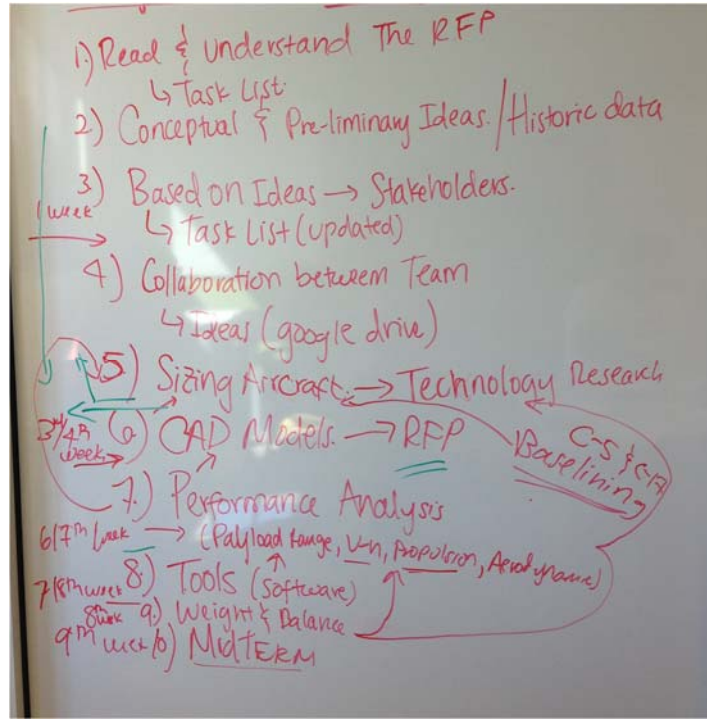 1.) Read & understand The RFP
↳ Task List.
2) Conceptual & Pre-liminary Ideas. / Historic data
3) Based on Ideas → Stakeholders.
1 week
↳ Task List (updated)
4) Collaboration between Team
↳ Ideas (google drive)
5) Sizing Aircraft. → Technology Research
3rd/4th week
6) CAD Models. → RFP
C-5 & C-17
Baselining
7.) Performance Analysis
6/7th week → (Payload range, V-n, Propulsion, Aerodynamic)
7/8th week 8.) Tools (Software)
8th week 9.) Weight & Balance
9th week 10) MIDTERM